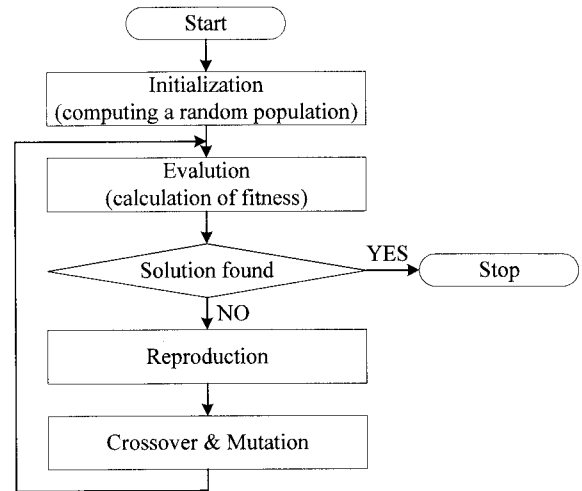 Start
Initialization
(computing a random population)
Evalution
(calculation of fitness)
Solution found
YES
Stop
NO
Reproduction
Crossover & Mutation